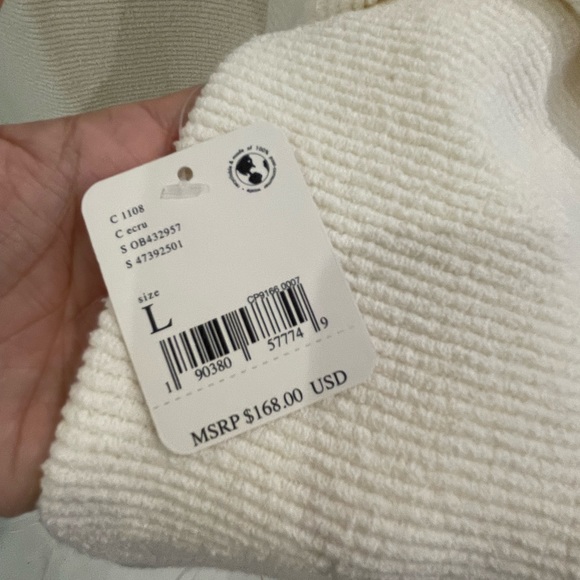 C 1108
C ecru
S OB432957
S 47392501
size
L
CP9166 0007
1 90380 57774 9
MSRP $168.00 USD